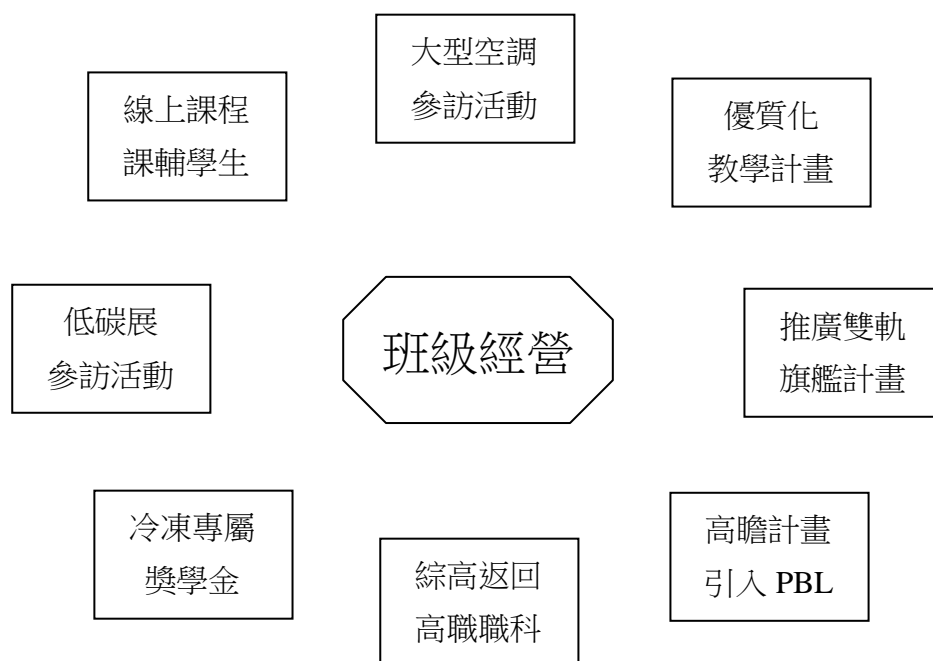 大型空調
參訪活動
線上課程
課輔學生
優質化
教學計畫
低碳展
參訪活動
班級經營
推廣雙軌
旗艦計畫
冷凍專屬
獎學金
綜高返回
高職職科
高瞻計畫
引入 PBL